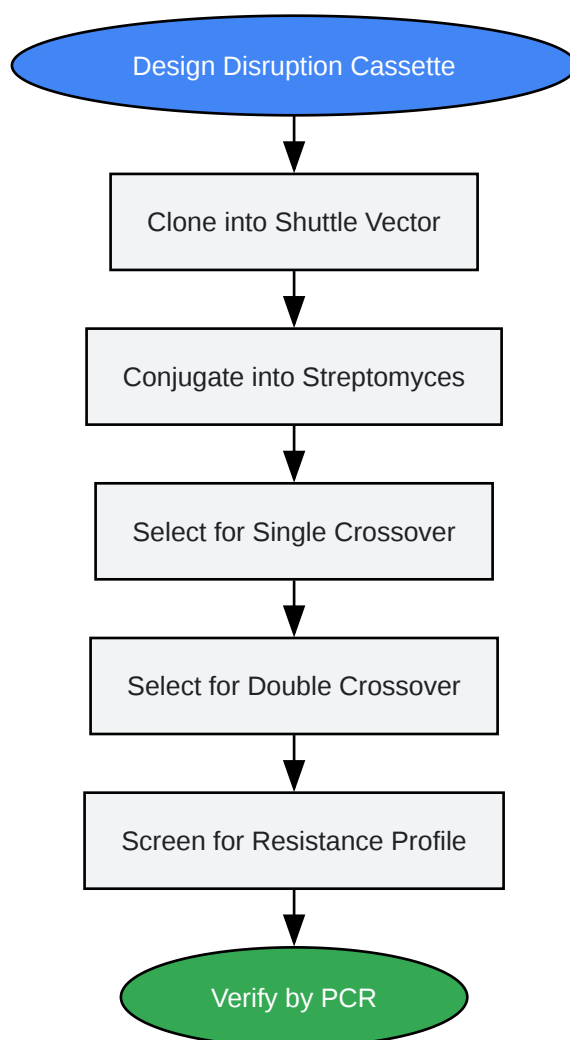 Design Disruption Cassette
Clone into Shuttle Vector
Conjugate into Streptomyces
Select for Single Crossover
Select for Double Crossover
Screen for Resistance Profile
Verify by PCR